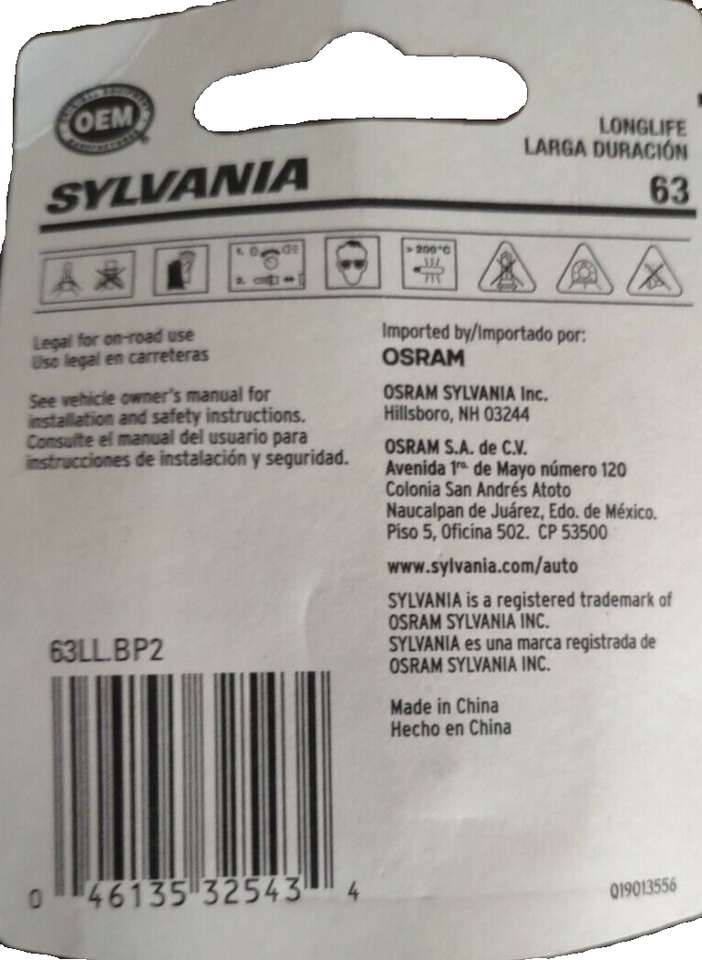 OEM
LONGLIFE
LARGA DURACIÓN
SYLVANIA
63
1.
2.
> 200°C
Legal for on-road use
Uso legal en carreteras
See vehicle owner's manual for
installation and safety instructions.
Consulte el manual del usuario para
instrucciones de instalación y seguridad.
Imported by/Importado por:
OSRAM
OSRAM SYLVANIA Inc.
Hillsboro, NH 03244
OSRAM S.A. de C.V.
Avenida 1ro. de Mayo número 120
Colonia San Andrés Atoto
Naucalpan de Juárez, Edo. de México.
Piso 5, Oficina 502. CP 53500
www.sylvania.com/auto
SYLVANIA is a registered trademark of
OSRAM SYLVANIA INC.
SYLVANIA es una marca registrada de
OSRAM SYLVANIA INC.
Made in China
Hecho en China
63LL.BP2
0 46135 32543 4
Q19013556